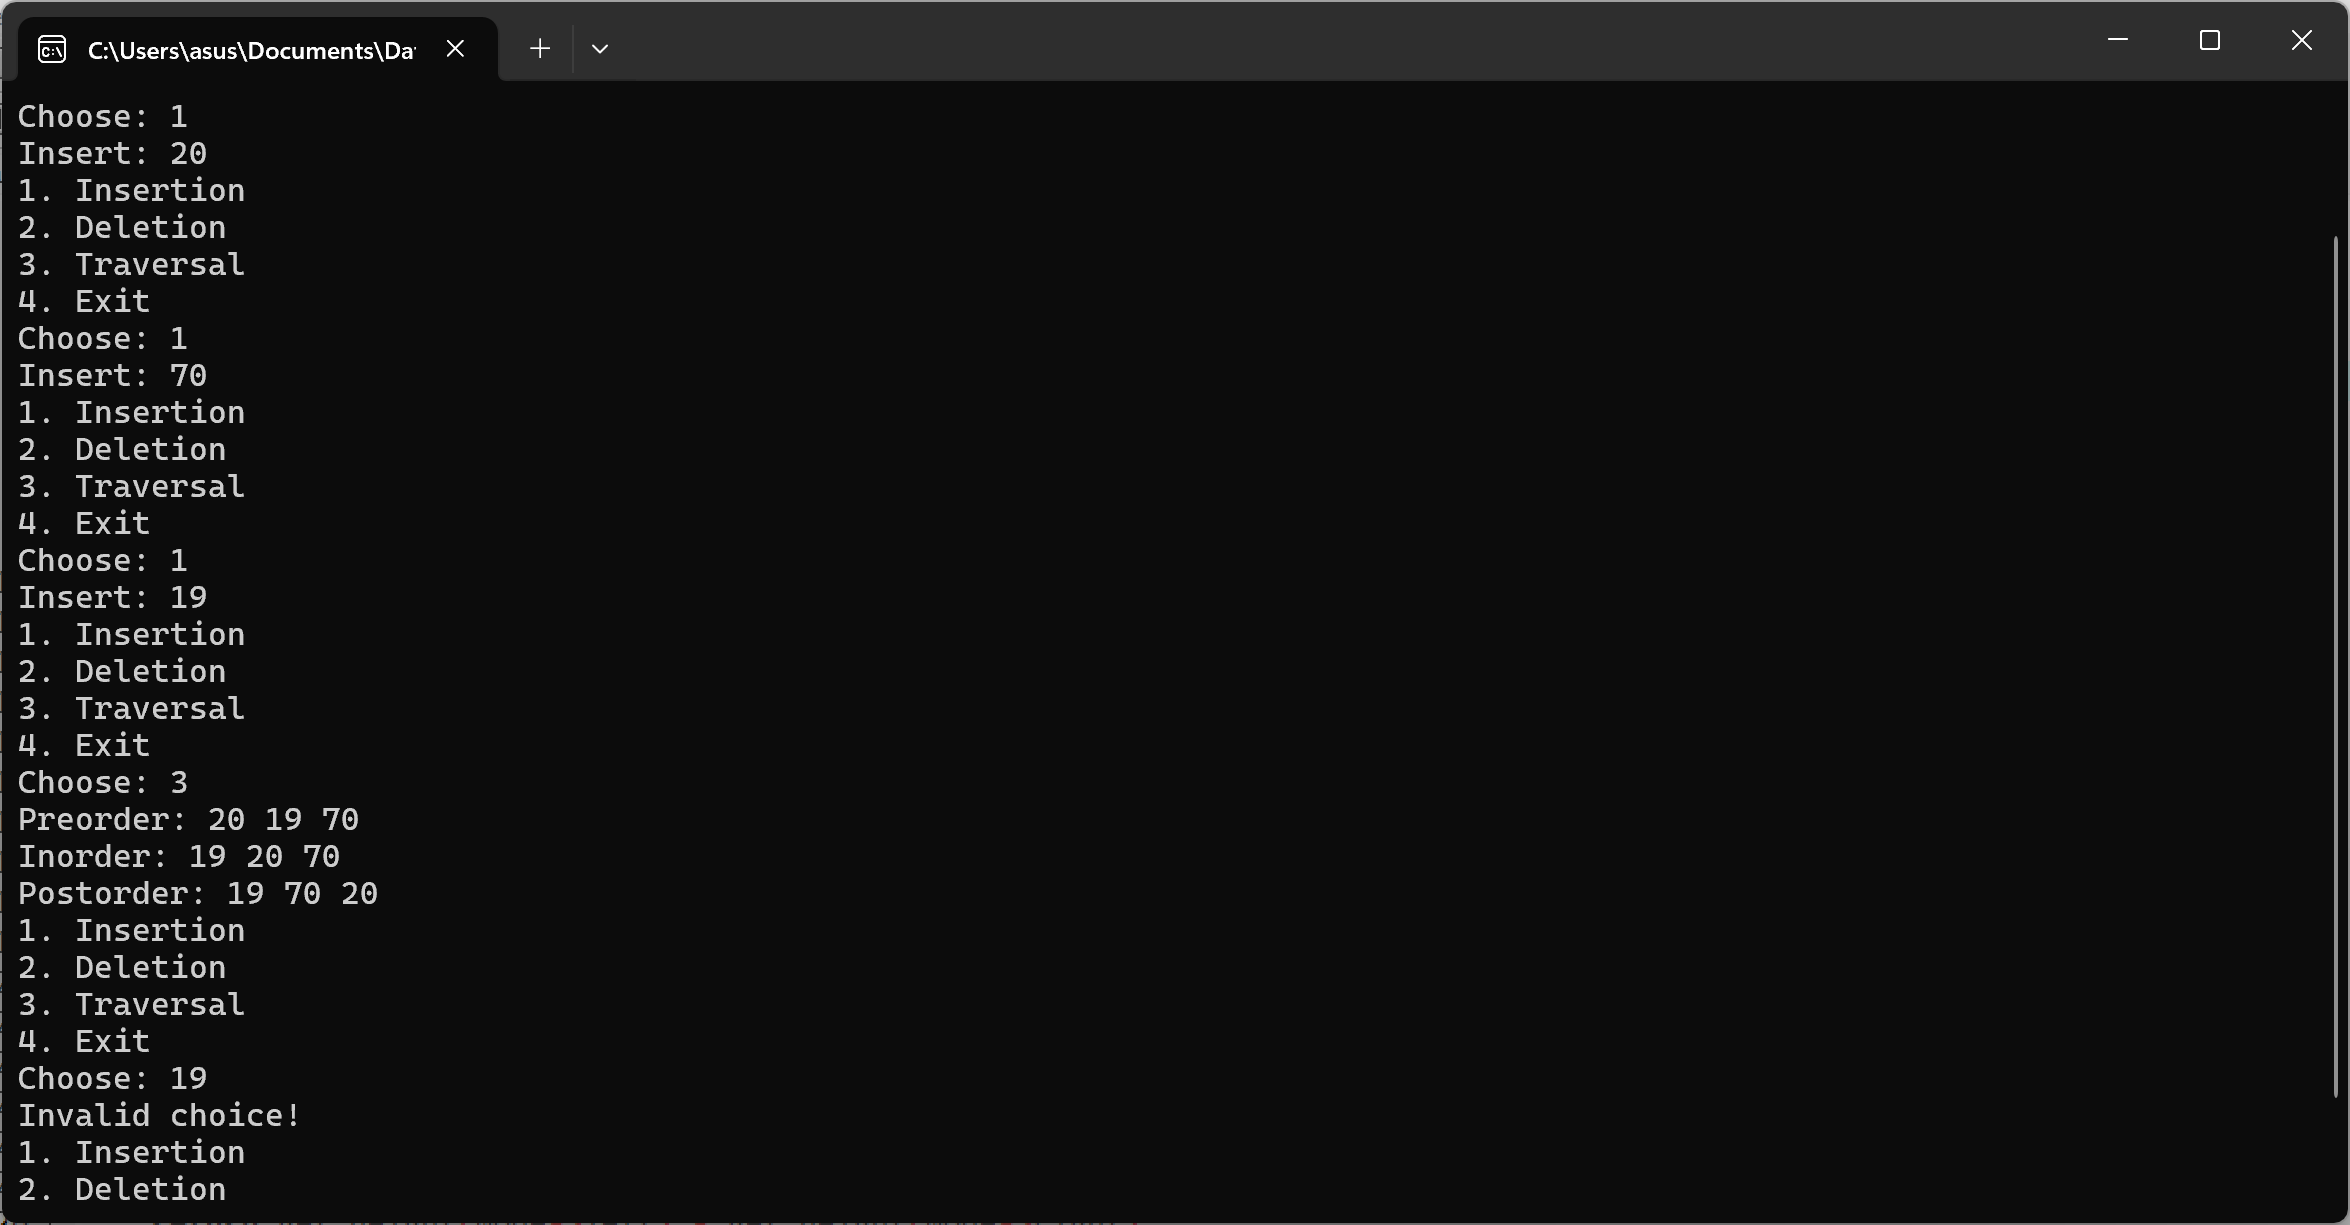 C:\Users\asus\Documents\Da
Choose: 1
Insert: 20
1. Insertion
2. Deletion
3. Traversal
4. Exit
Choose: 1
Insert: 70
1. Insertion
2. Deletion
3. Traversal
4. Exit
Choose: 1
Insert: 19
1. Insertion
2. Deletion
3. Traversal
4. Exit
Choose: 3
Preorder: 20 19 70
Inorder: 19 20 70
Postorder: 19 70 20
1. Insertion
2. Deletion
3. Traversal
4. Exit
Choose: 19
Invalid choice!
1. Insertion
2. Deletion